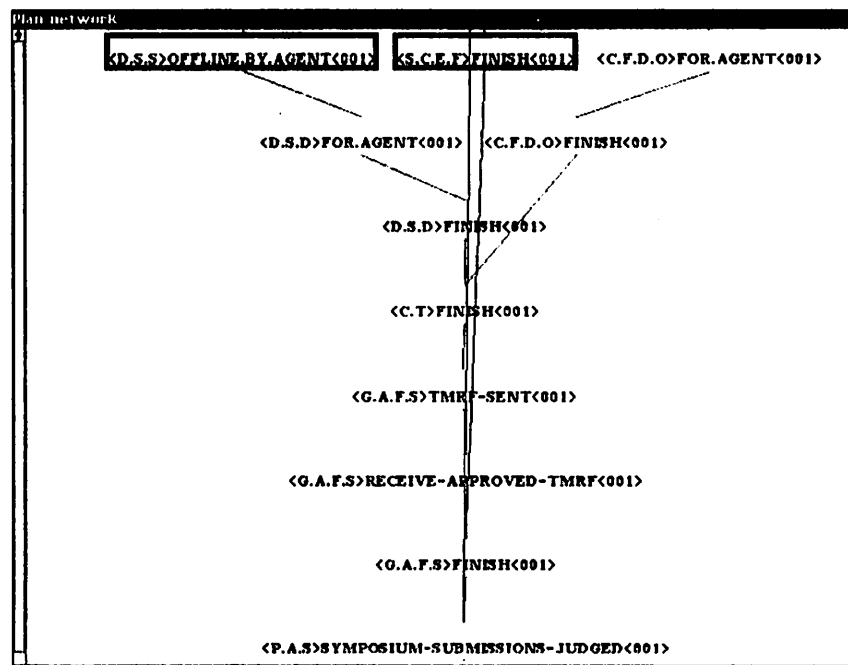 Plan network
<D.S.S>OFFLINE.BY.AGENT<001> <S.C.E.F>FINISH<001> <C.F.D.O>FOR.AGENT<001>
<D.S.D>FOR.AGENT<001> <C.F.D.O>FINISH<001>
<D.S.D>FINISH<001>
<C.T>FINISH<001>
<G.A.F.S>TMRF-SENT<001>
<G.A.F.S>RECEIVE-APPROVED-TMRF<001>
<G.A.F.S>FINISH<001>
<P.A.S>SYMPOSIUM-SUBMISSIONS-JUDGED<001>